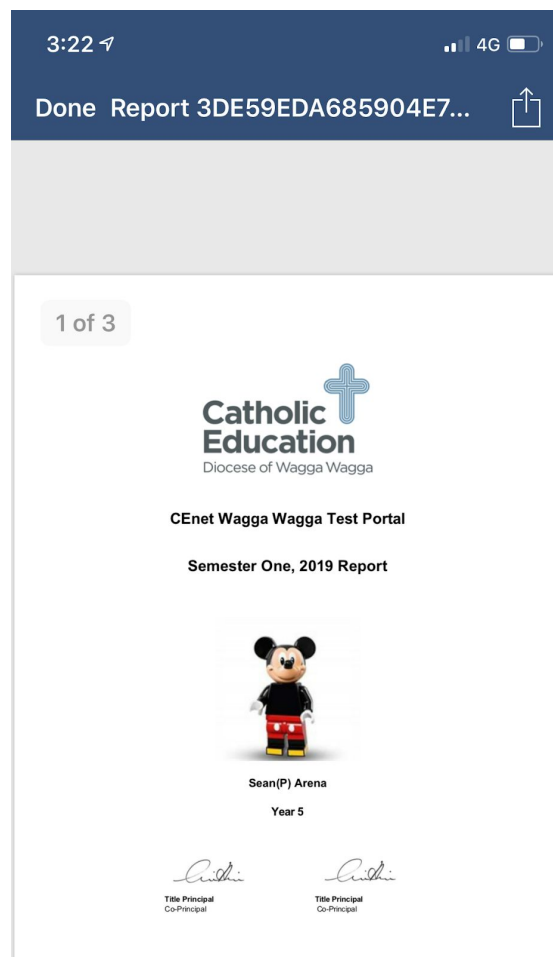 3:22
4G
Done Report 3DE59EDA685904E7...
1 of 3
Catholic
Education
Diocese of Wagga Wagga
CEnet Wagga Wagga Test Portal
Semester One, 2019 Report
Sean(P) Arena
Year 5
Title Principal Title Principal
Co-Principal Co-Principal